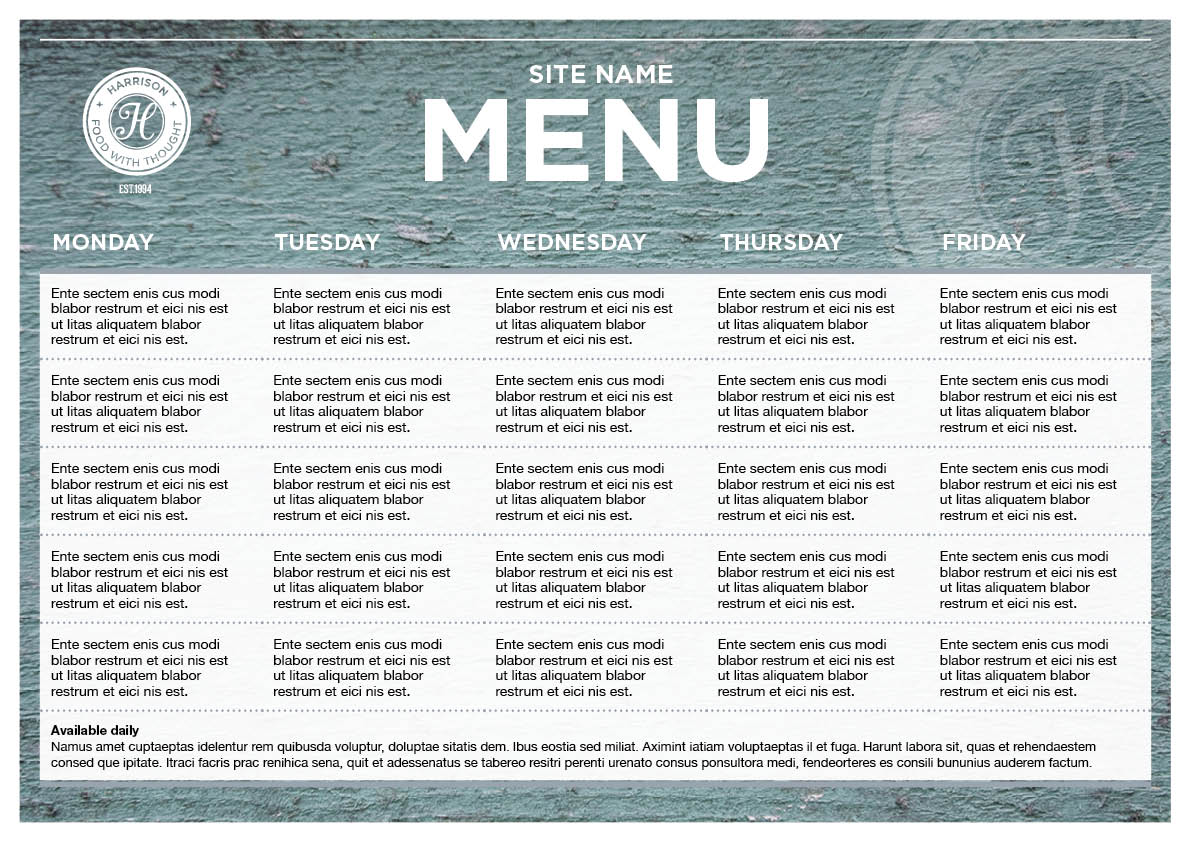 HARRISON
H
FOOD WITH THOUGHT
EST.1994
SITE NAME
MENU
H
MONDAY TUESDAY WEDNESDAY THURSDAY FRIDAY
Ente sectem enis cus modi Ente sectem enis cus modi Ente sectem enis cus modi Ente sectem enis cus modi Ente sectem enis cus modi
blabor restrum et eici nis est blabor restrum et eici nis est blabor restrum et eici nis est blabor restrum et eici nis est blabor restrum et eici nis est
ut litas aliquatem blabor ut litas aliquatem blabor ut litas aliquatem blabor ut litas aliquatem blabor ut litas aliquatem blabor
restrum et eici nis est. restrum et eici nis est. restrum et eici nis est. restrum et eici nis est. restrum et eici nis est.
Ente sectem enis cus modi Ente sectem enis cus modi Ente sectem enis cus modi Ente sectem enis cus modi Ente sectem enis cus modi
blabor restrum et eici nis est blabor restrum et eici nis est blabor restrum et eici nis est blabor restrum et eici nis est blabor restrum et eici nis est
ut litas aliquatem blabor ut litas aliquatem blabor ut litas aliquatem blabor ut litas aliquatem blabor ut litas aliquatem blabor
restrum et eici nis est. restrum et eici nis est. restrum et eici nis est. restrum et eici nis est. restrum et eici nis est.
Ente sectem enis cus modi Ente sectem enis cus modi Ente sectem enis cus modi Ente sectem enis cus modi Ente sectem enis cus modi
blabor restrum et eici nis est blabor restrum et eici nis est blabor restrum et eici nis est blabor restrum et eici nis est blabor restrum et eici nis est
ut litas aliquatem blabor ut litas aliquatem blabor ut litas aliquatem blabor ut litas aliquatem blabor ut litas aliquatem blabor
restrum et eici nis est. restrum et eici nis est. restrum et eici nis est. restrum et eici nis est. restrum et eici nis est.
Ente sectem enis cus modi Ente sectem enis cus modi Ente sectem enis cus modi Ente sectem enis cus modi Ente sectem enis cus modi
blabor restrum et eici nis est blabor restrum et eici nis est blabor restrum et eici nis est blabor restrum et eici nis est blabor restrum et eici nis est
ut litas aliquatem blabor ut litas aliquatem blabor ut litas aliquatem blabor ut litas aliquatem blabor ut litas aliquatem blabor
restrum et eici nis est. restrum et eici nis est. restrum et eici nis est. restrum et eici nis est. restrum et eici nis est.
Ente sectem enis cus modi Ente sectem enis cus modi Ente sectem enis cus modi Ente sectem enis cus modi Ente sectem enis cus modi
blabor restrum et eici nis est blabor restrum et eici nis est blabor restrum et eici nis est blabor restrum et eici nis est blabor restrum et eici nis est
ut litas aliquatem blabor ut litas aliquatem blabor ut litas aliquatem blabor ut litas aliquatem blabor ut litas aliquatem blabor
restrum et eici nis est. restrum et eici nis est. restrum et eici nis est. restrum et eici nis est. restrum et eici nis est.
Available daily
Namus amet cuptaeptas idelentur rem quibusda voluptur, doluptae sitatis dem. Ibus eostia sed miliat. Aximint iatiam voluptaeptas il et fuga. Harunt labora sit, quas et rehendaestem
consed que ipitate. Itraci facris prac renihica sena, quit et adessenatus se tabereo resitri perenti urenato consus ponsultora medi, fendeorteres es consili bununius auderem factum.